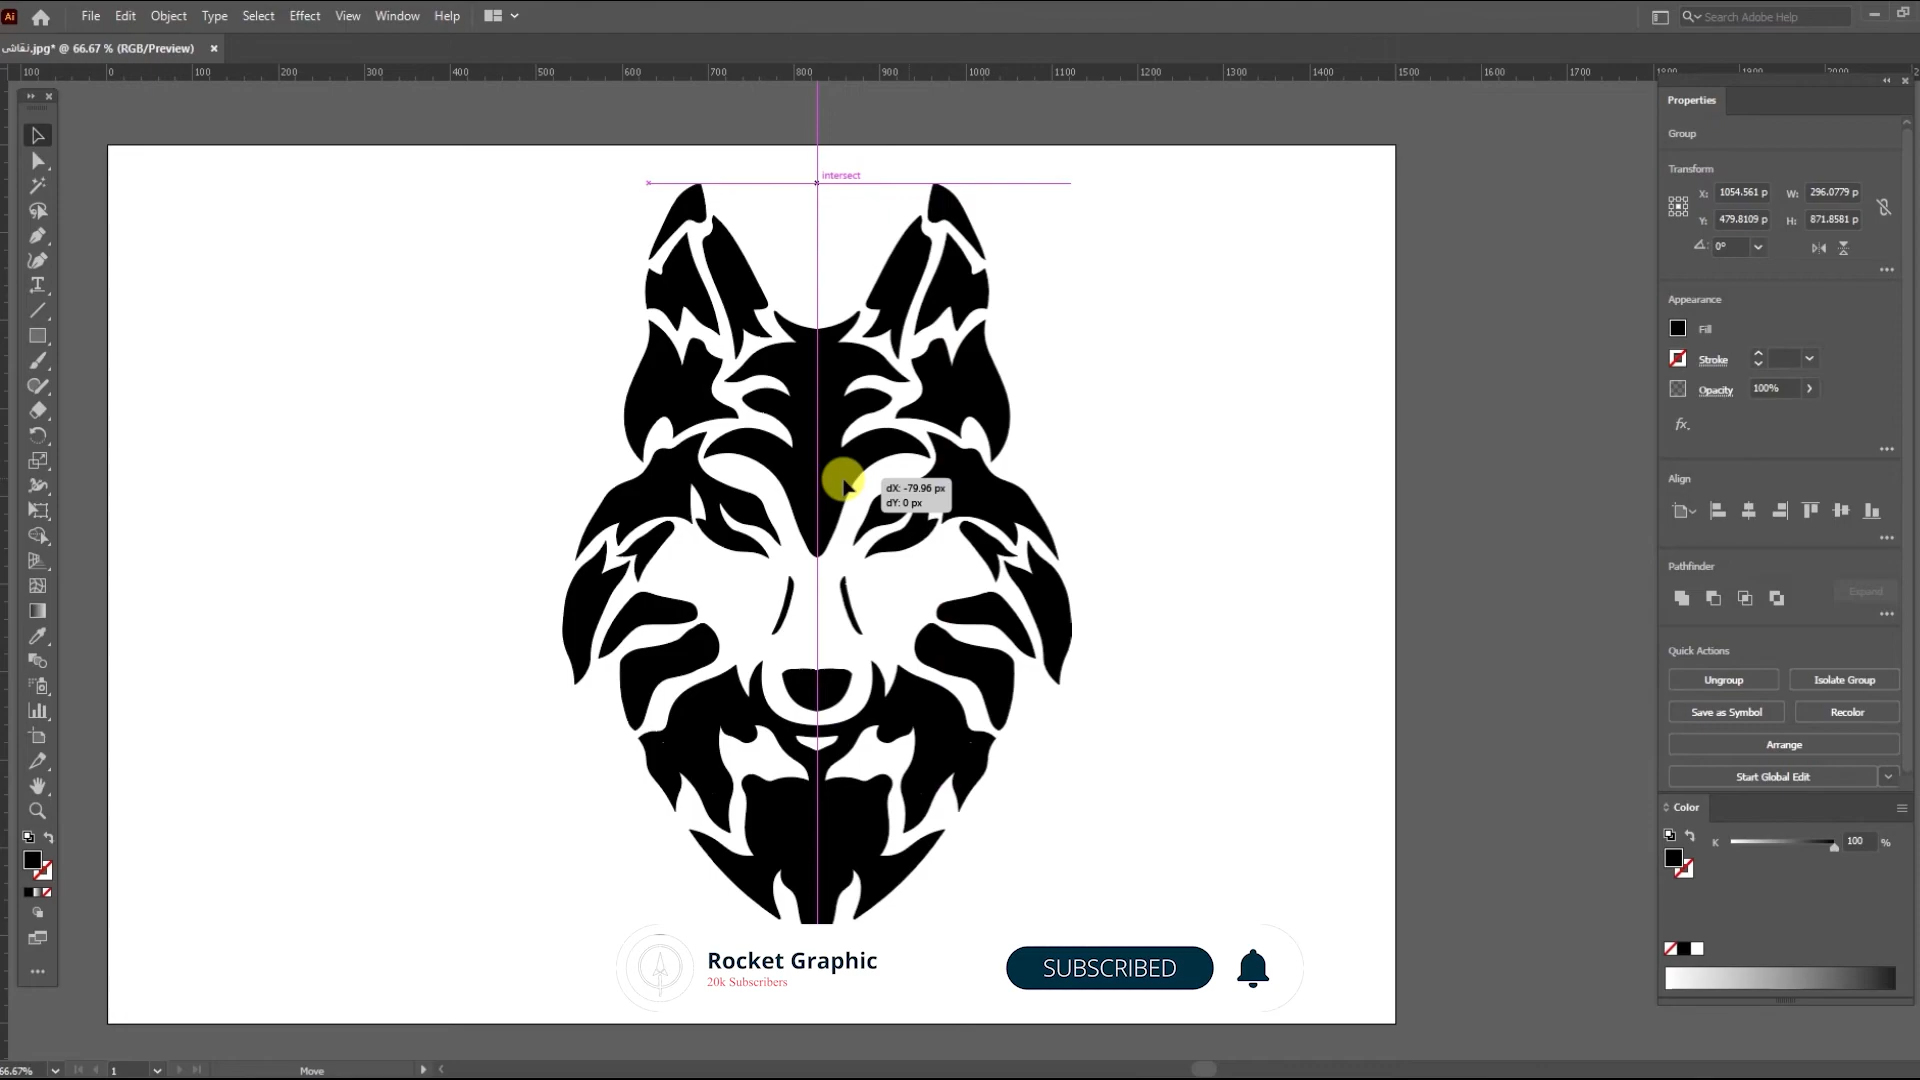 Ai File Edit Object Type Select Effect View Window Help
Search Adobe Help
نقاشی.jpg* @ 66.67 % (RGB/Preview) ×
100 0 100 200 300 400 500 600 700 800 900 1000 1100 1200 1300 1400 1500 1600 1700 1800 1900 2000
Properties
Group
Transform
X: 1054.561 p W: 296.0779 p
Y: 479.8109 p H: 871.8581 p
0°
Appearance
Fill
Stroke
Opacity 100%
fx.
Align
Pathfinder
Expand
Quick Actions
Ungroup Isolate Group
Save as Symbol Recolor
Arrange
Start Global Edit
Color
K 100 %
intersect
dX: -79.96 px
dY: 0 px
Rocket Graphic
20k Subscribers
SUBSCRIBED
66.67% 1 Move